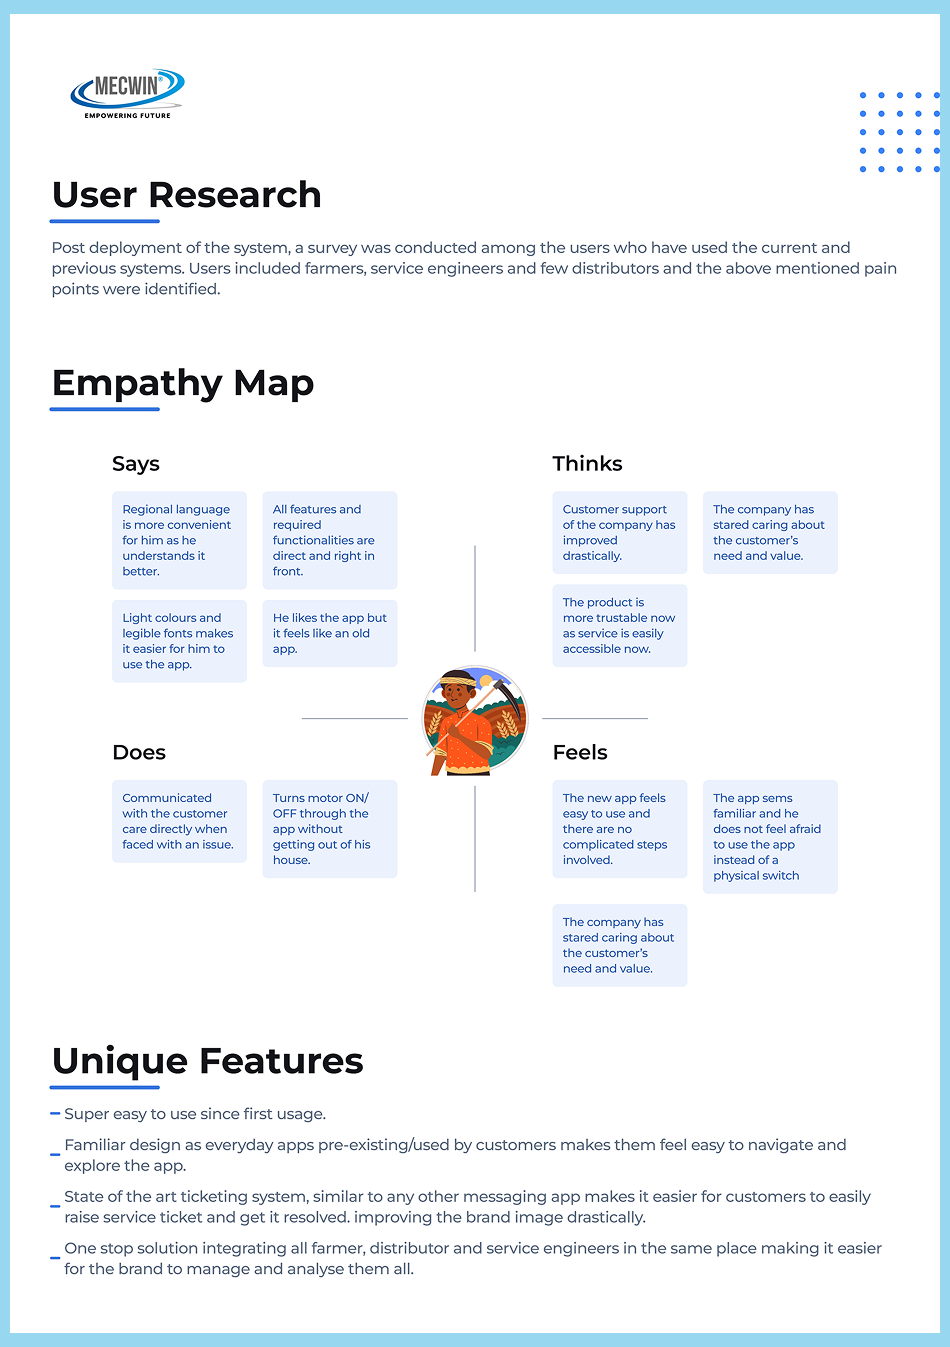 MECWIN®
EMPOWERING FUTURE
User Research
Post deployment of the system, a survey was conducted among the users who have used the current and
previous systems. Users included farmers, service engineers and few distributors and the above mentioned pain
points were identified.
Empathy Map
Says
Regional language
is more convenient
for him as he
understands it
better.
All features and
required
functionalities are
direct and right in
front.
Light colours and
legible fonts makes
it easier for him to
use the app.
He likes the app but
it feels like an old
app.
Thinks
Customer support
of the company has
improved
drastically.
The company has
stared caring about
the customer's
need and value.
The product is
more trustable now
as service is easily
accessible now.
Does
Communicated
with the customer
care directly when
faced with an issue.
Turns motor ON/
OFF through the
app without
getting out of his
house.
Feels
The new app feels
easy to use and
there are no
complicated steps
involved.
The app sems
familiar and he
does not feel afraid
to use the app
instead of a
physical switch
The company has
stared caring about
the customer's
need and value.
Unique Features
Super easy to use since first usage.
Familiar design as everyday apps pre-existing/used by customers makes them feel easy to navigate and
explore the app.
State of the art ticketing system, similar to any other messaging app makes it easier for customers to easily
raise service ticket and get it resolved. improving the brand image drastically.
One stop solution integrating all farmer, distributor and service engineers in the same place making it easier
for the brand to manage and analyse them all.